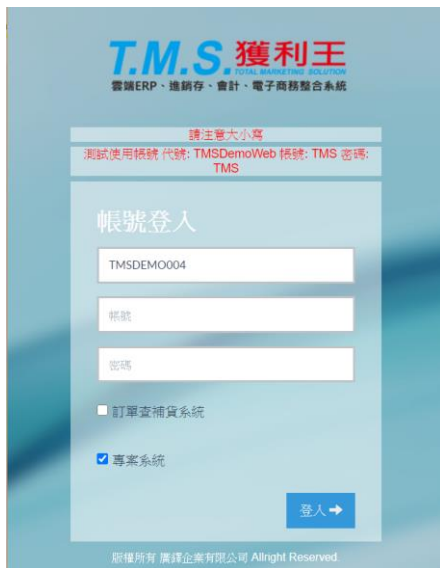 T.M.S.獲利王
TOTAL MARKETING SOLUTION
雲端ERP、進銷存、會計、電子商務整合系統
請注意大小寫
測試使用帳號 代號: TMSDemoWeb 帳號: TMS 密碼:
TMS
帳號登入
TMSDEMO004
帳號
密碼
訂單查補貨系統
專案系統
登入
版權所有 廣鐸企業有限公司 Allright Reserved.